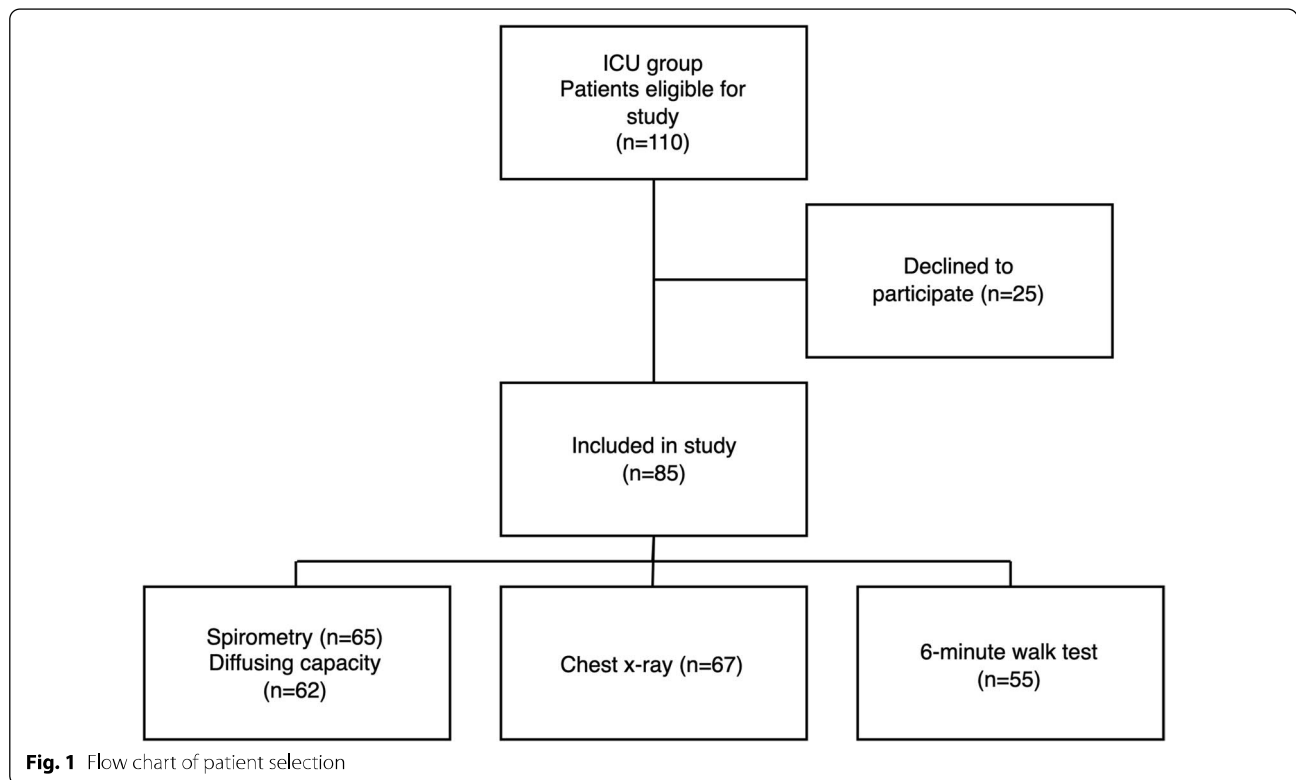 ICU group
Patients eligible for
study
(n=110)
Declined to
participate (n=25)
Included in study
(n=85)
Spirometry (n=65)
Diffusing capacity
(n=62)
Chest x-ray (n=67)
6-minute walk test
(n=55)
Fig. 1 Flow chart of patient selection